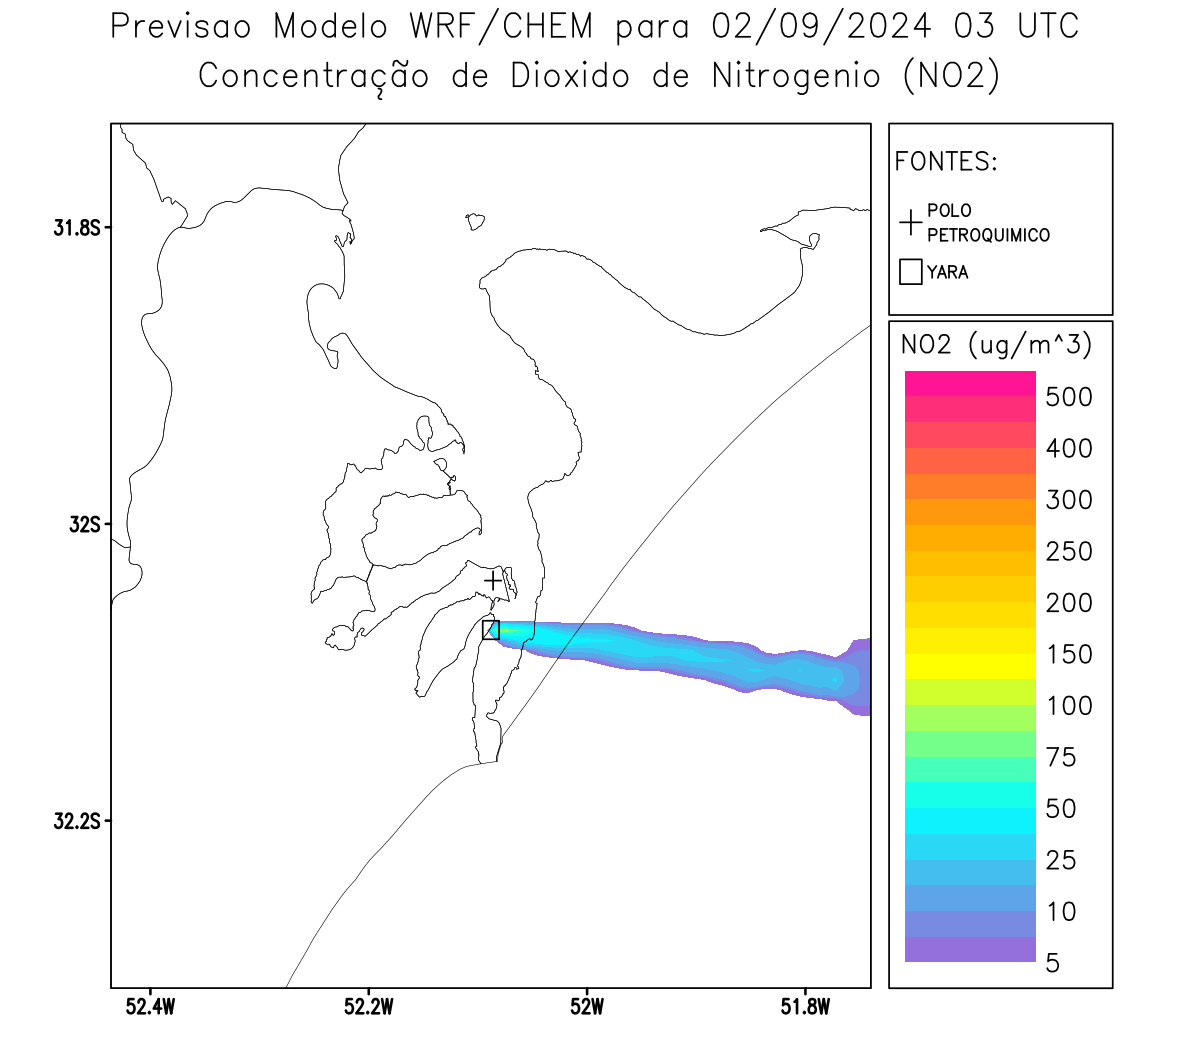 Previsao Modelo WRF/CHEM para 02/09/2024 03 UTC
Concentração de Dioxido de Nitrogenio (NO2)
FONTES:
POLO
PETROQUIMICO
YARA
NO2 (ug/m^3)
500
400
300
250
200
150
100
75
50
25
10
5
31.8S
32S
32.2S
52.4W
52.2W
52W
51.8W